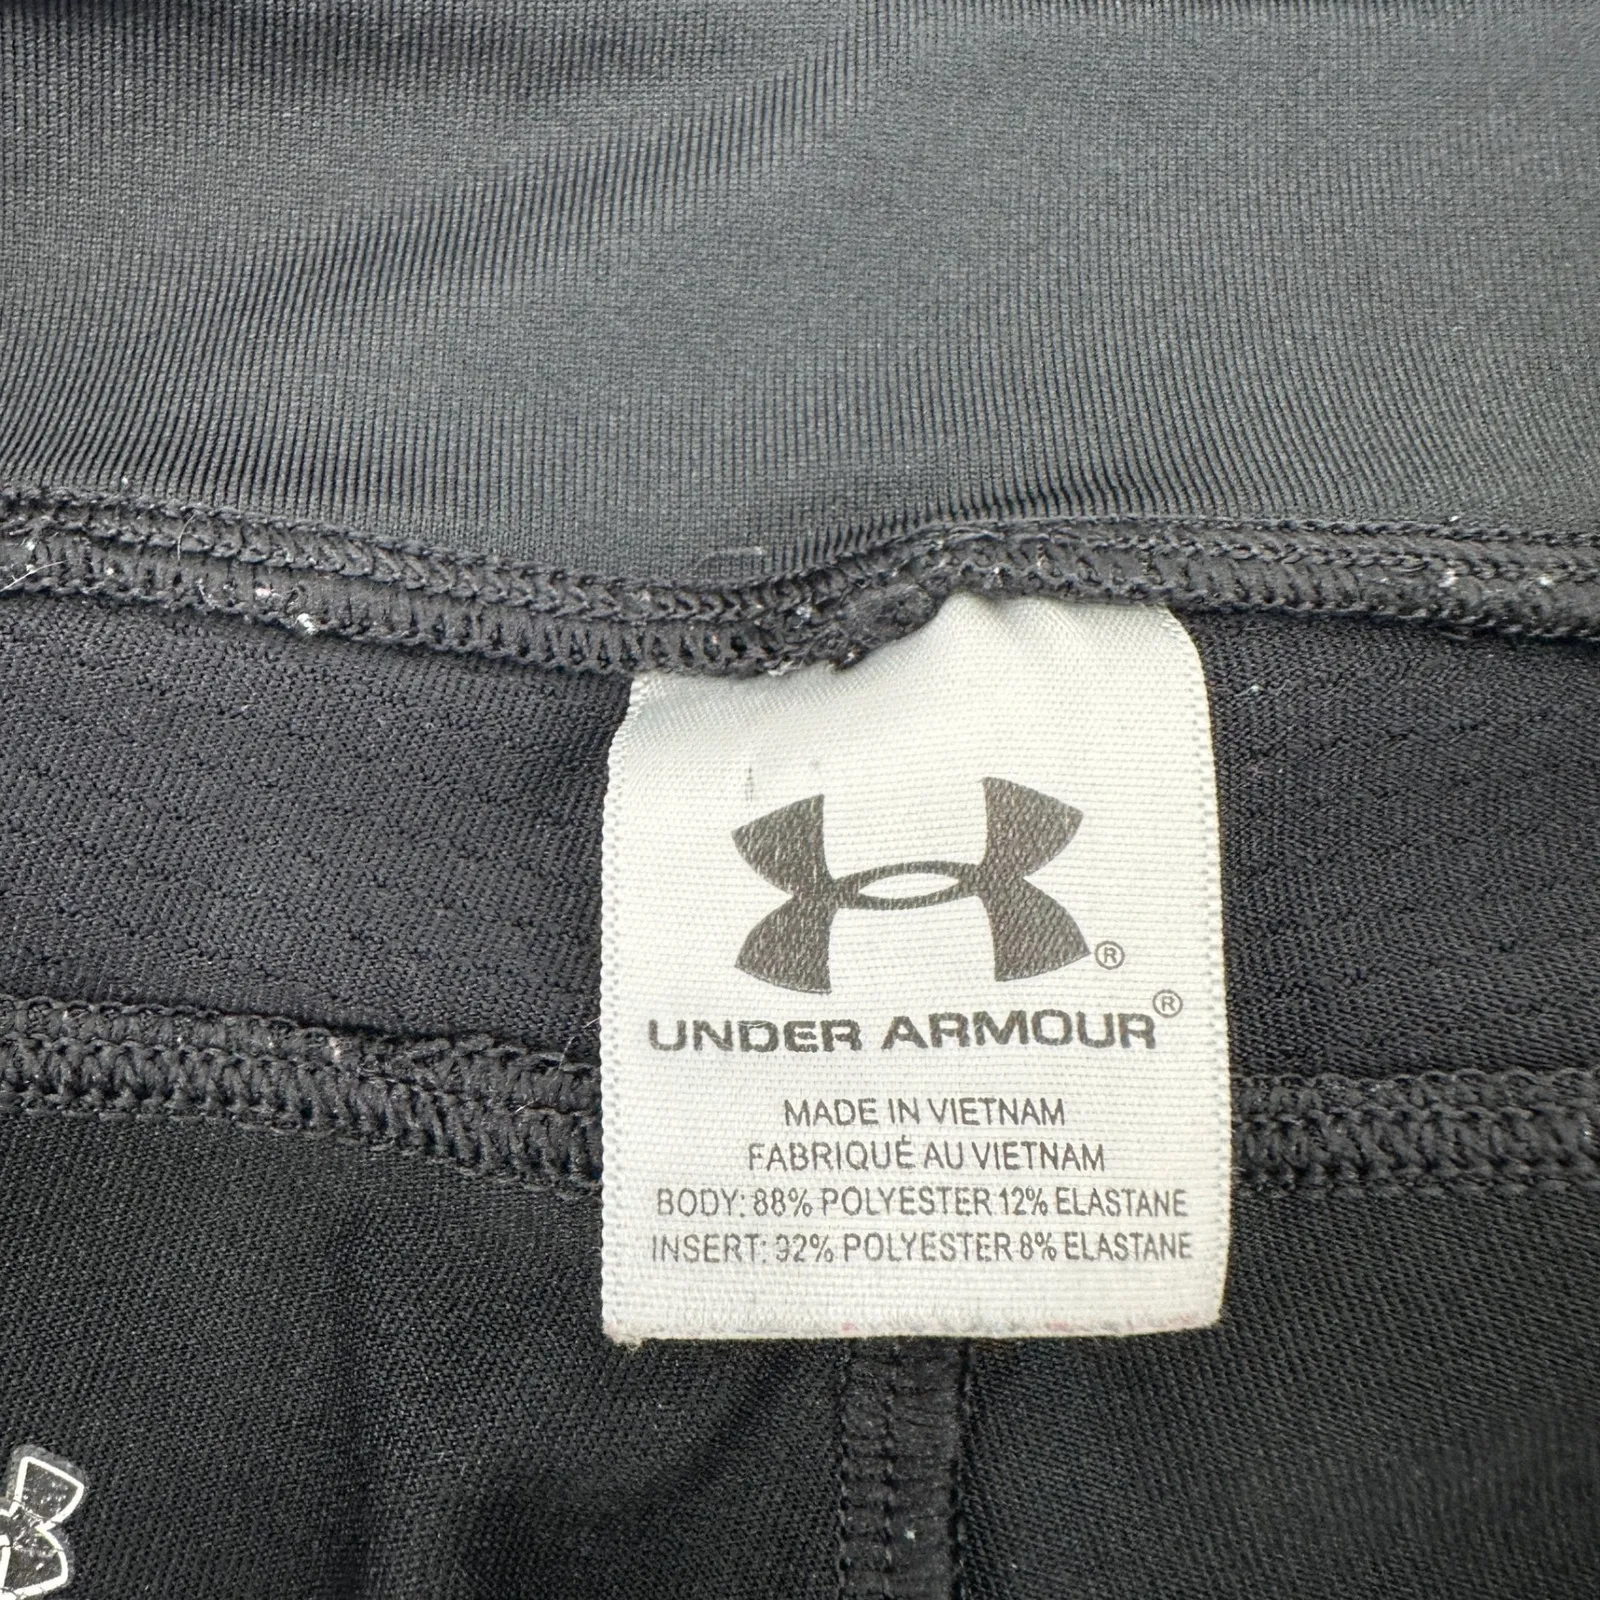 ®
UNDER ARMOUR®
MADE IN VIETNAM
FABRIQUÉ AU VIETNAM
BODY: 88% POLYESTER 12% ELASTANE
INSERT: 92% POLYESTER 8% ELASTANE